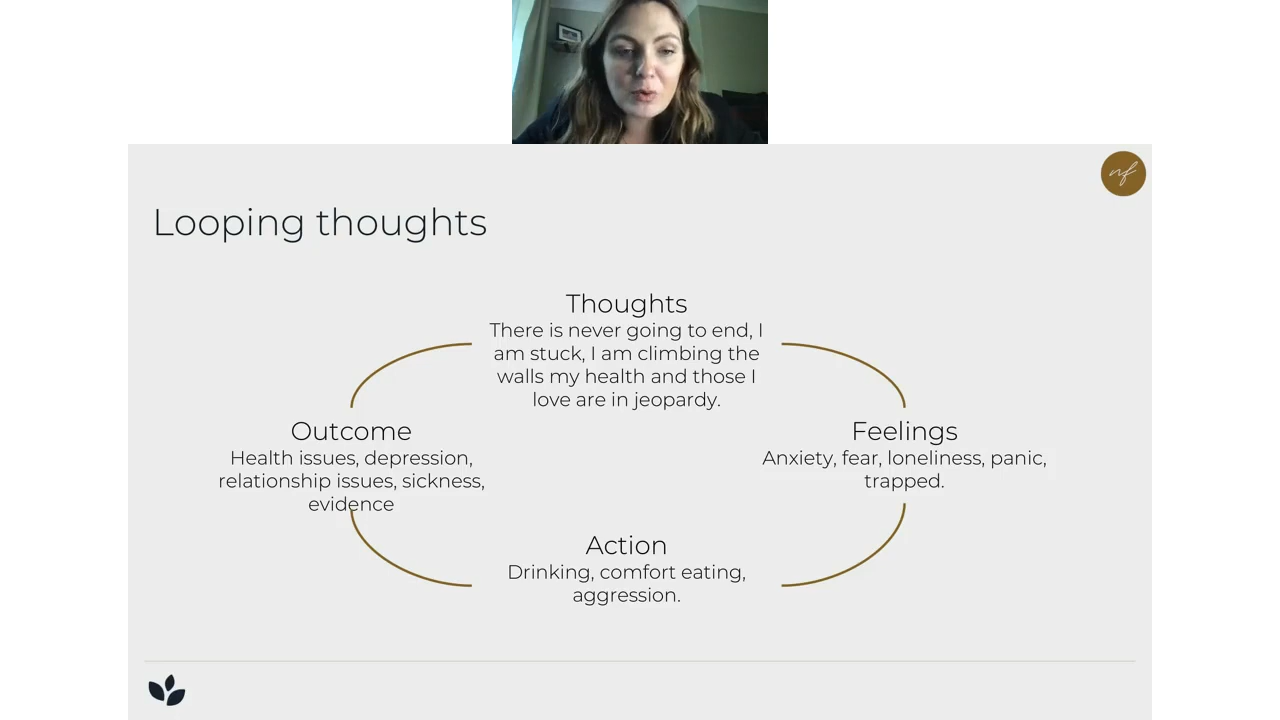 nf
Looping thoughts
Thoughts
There is never going to end, I
am stuck, I am climbing the
walls my health and those I
love are in jeopardy.
Outcome
Health issues, depression,
relationship issues, sickness,
evidence
Feelings
Anxiety, fear, loneliness, panic,
trapped.
Action
Drinking, comfort eating,
aggression.